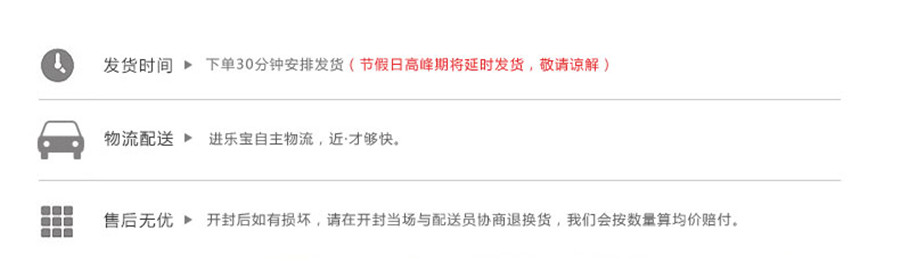 发货时间 ▶ 下单30分钟安排发货（节假日高峰期将延时发货，敬请谅解）
物流配送 ▶ 进乐宝自主物流，近·才够快。
售后无优 ▶ 开封后如有损坏，请在开封当场与配送员协商退换货，我们会按数量算均价赔付。